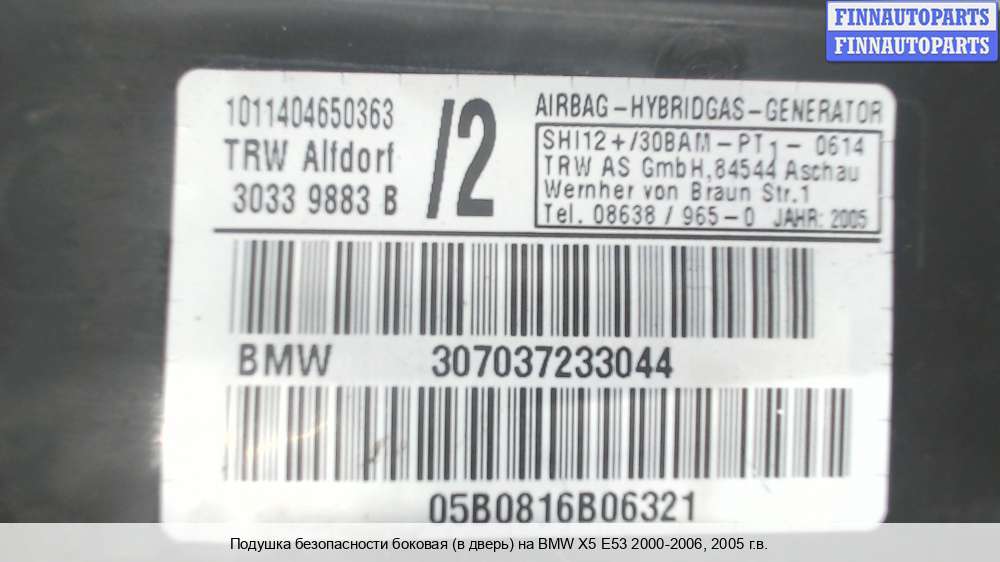 FINNAUTOPARTS
FINNAUTOPARTS
1011404650363
TRW Alfdorf
3033 9883 B
/2
AIRBAG-HYBRIDGAS-GENERATOR
SHI12+/30BAM-PT1-0614
TRW AS GmbH, 84544 Aschau
Wernher von Braun Str.1
Tel. 08638 / 965-0 JAHR: 2005
BMW 307037233044
05B0816B06321
Подушка безопасности боковая (в дверь) на BMW X5 E53 2000-2006, 2005 г.в.